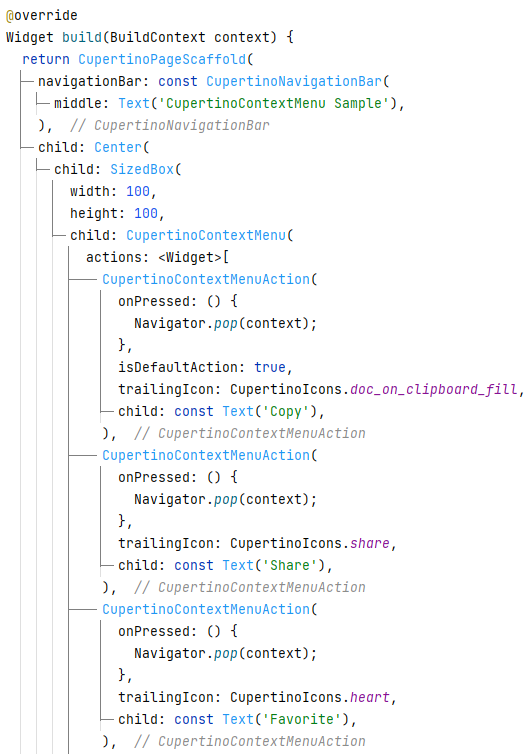 @override
Widget build(BuildContext context) {
return CupertinoPageScaffold(
navigationBar: const CupertinoNavigationBar(
middle: Text('CupertinoContextMenu Sample'),
), // CupertinoNavigationBar
child: Center(
child: SizedBox(
width: 100,
height: 100,
child: CupertinoContextMenu(
actions: <Widget>[
CupertinoContextMenuAction(
onPressed: () {
Navigator.pop(context);
},
isDefaultAction: true,
trailingIcon: CupertinoIcons.doc_on_clipboard_fill,
child: const Text('Copy'),
), // CupertinoContextMenuAction
CupertinoContextMenuAction(
onPressed: () {
Navigator.pop(context);
},
trailingIcon: CupertinoIcons.share,
child: const Text('Share'),
), // CupertinoContextMenuAction
CupertinoContextMenuAction(
onPressed: () {
Navigator.pop(context);
},
trailingIcon: CupertinoIcons.heart,
child: const Text('Favorite'),
), // CupertinoContextMenuAction